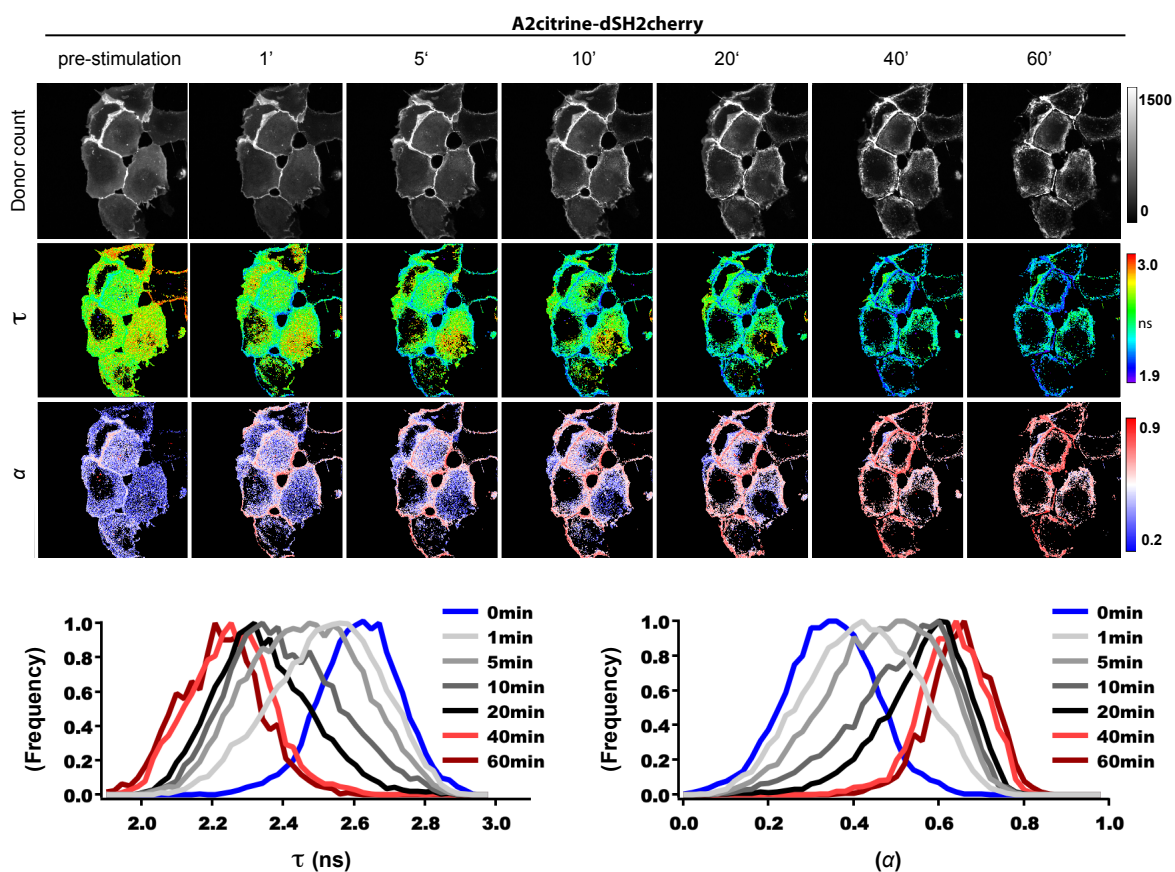 A2citrine-dSH2cherry
pre-stimulation 1’ 5‘ 10’ 20‘ 40’ 60’
Donor count
1500
0
τ
3.0
ns
1.9
α
0.9
0.2
(Frequency)
1.0
0.8
0.6
0.4
0.2
0.0
2.0 2.2 2.4 2.6 2.8 3.0
τ (ns)
0min
1min
5min
10min
20min
40min
60min
(Frequency)
1.0
0.8
0.6
0.4
0.2
0.0
0.0 0.2 0.4 0.6 0.8 1.0
(α)
0min
1min
5min
10min
20min
40min
60min